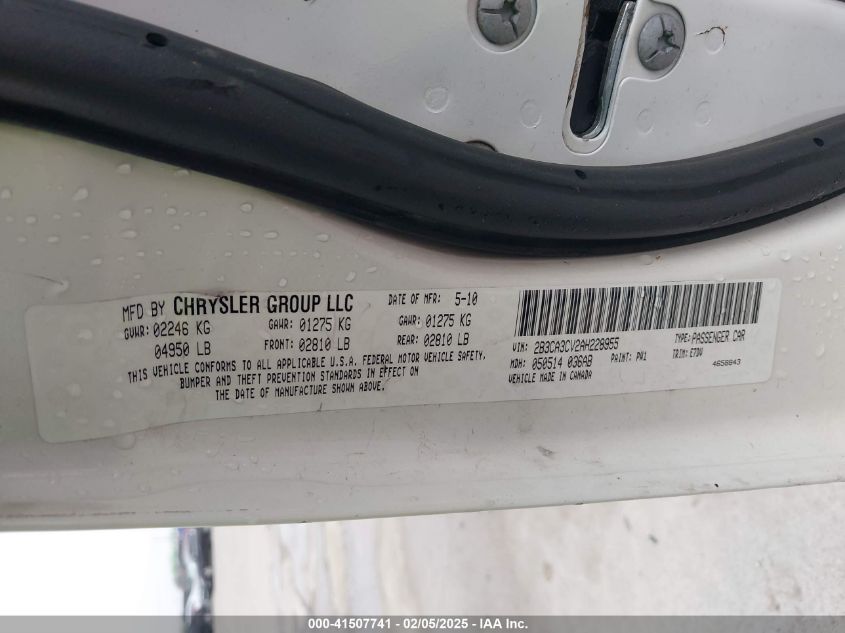 MFD BY CHRYSLER GROUP LLC DATE OF MFR: 5-10
GVWR: 02246 KG GAWR: 01275 KG GAWR: 01275 KG
04950 LB FRONT: 02810 LB REAR: 02810 LB
THIS VEHICLE CONFORMS TO ALL APPLICABLE U.S.A. FEDERAL MOTOR VEHICLE SAFETY,
BUMPER AND THEFT PREVENTION STANDARDS IN EFFECT ON
THE DATE OF MANUFACTURE SHOWN ABOVE.
VIN: 2B3CA3CV2AH228955 TYPE: PASSENGER CAR
MDH: 050514 036AB PAINT: PW1 TRIM: E7DV
VEHICLE MADE IN CANADA 4658843
000-41507741 - 02/05/2025 - IAA Inc.